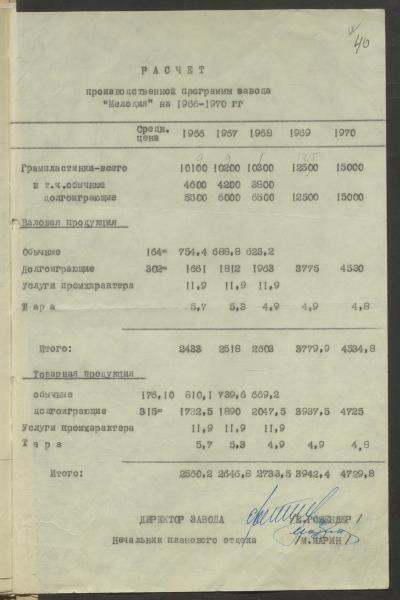 40
РАСЧЕТ
производственной программы завода
"Мелодия" на 1966-1970 гг
Средн. цена 1966 1967 1968 1969 1970
Грампластинки-всего 10100 10200 10300 12500 15000
в т.ч.обычные 4600 4200 3800
долгоиграющие 5500 6000 6500 12500 15000
Валовая продукция
Обычные 164= 754,4 688,8 623,2
Долгоиграющие 302= 1661 1812 1963 3775 4530
Услуги промхарактера 11,9 11,9 11,9
Тара 5,7 5,3 4,9 4,9 4,8
Итого: 2433 2518 2603 3779,9 4534,8
Товарная продукция
обычные 176,10 810,1 739,6 669,2
долгоиграющие 315= 1732,5 1890 2047,5 3937,5 4725
Услуги промхарактера 11,9 11,9 11,9
Тара 5,7 5,3 4,9 4,9 4,8
Итого: 2560,2 2646,8 2733,5 3942,4 4729,8
ДИРЕКТОР ЗАВОДА
Начальник планового отдела /М.МАРИН/